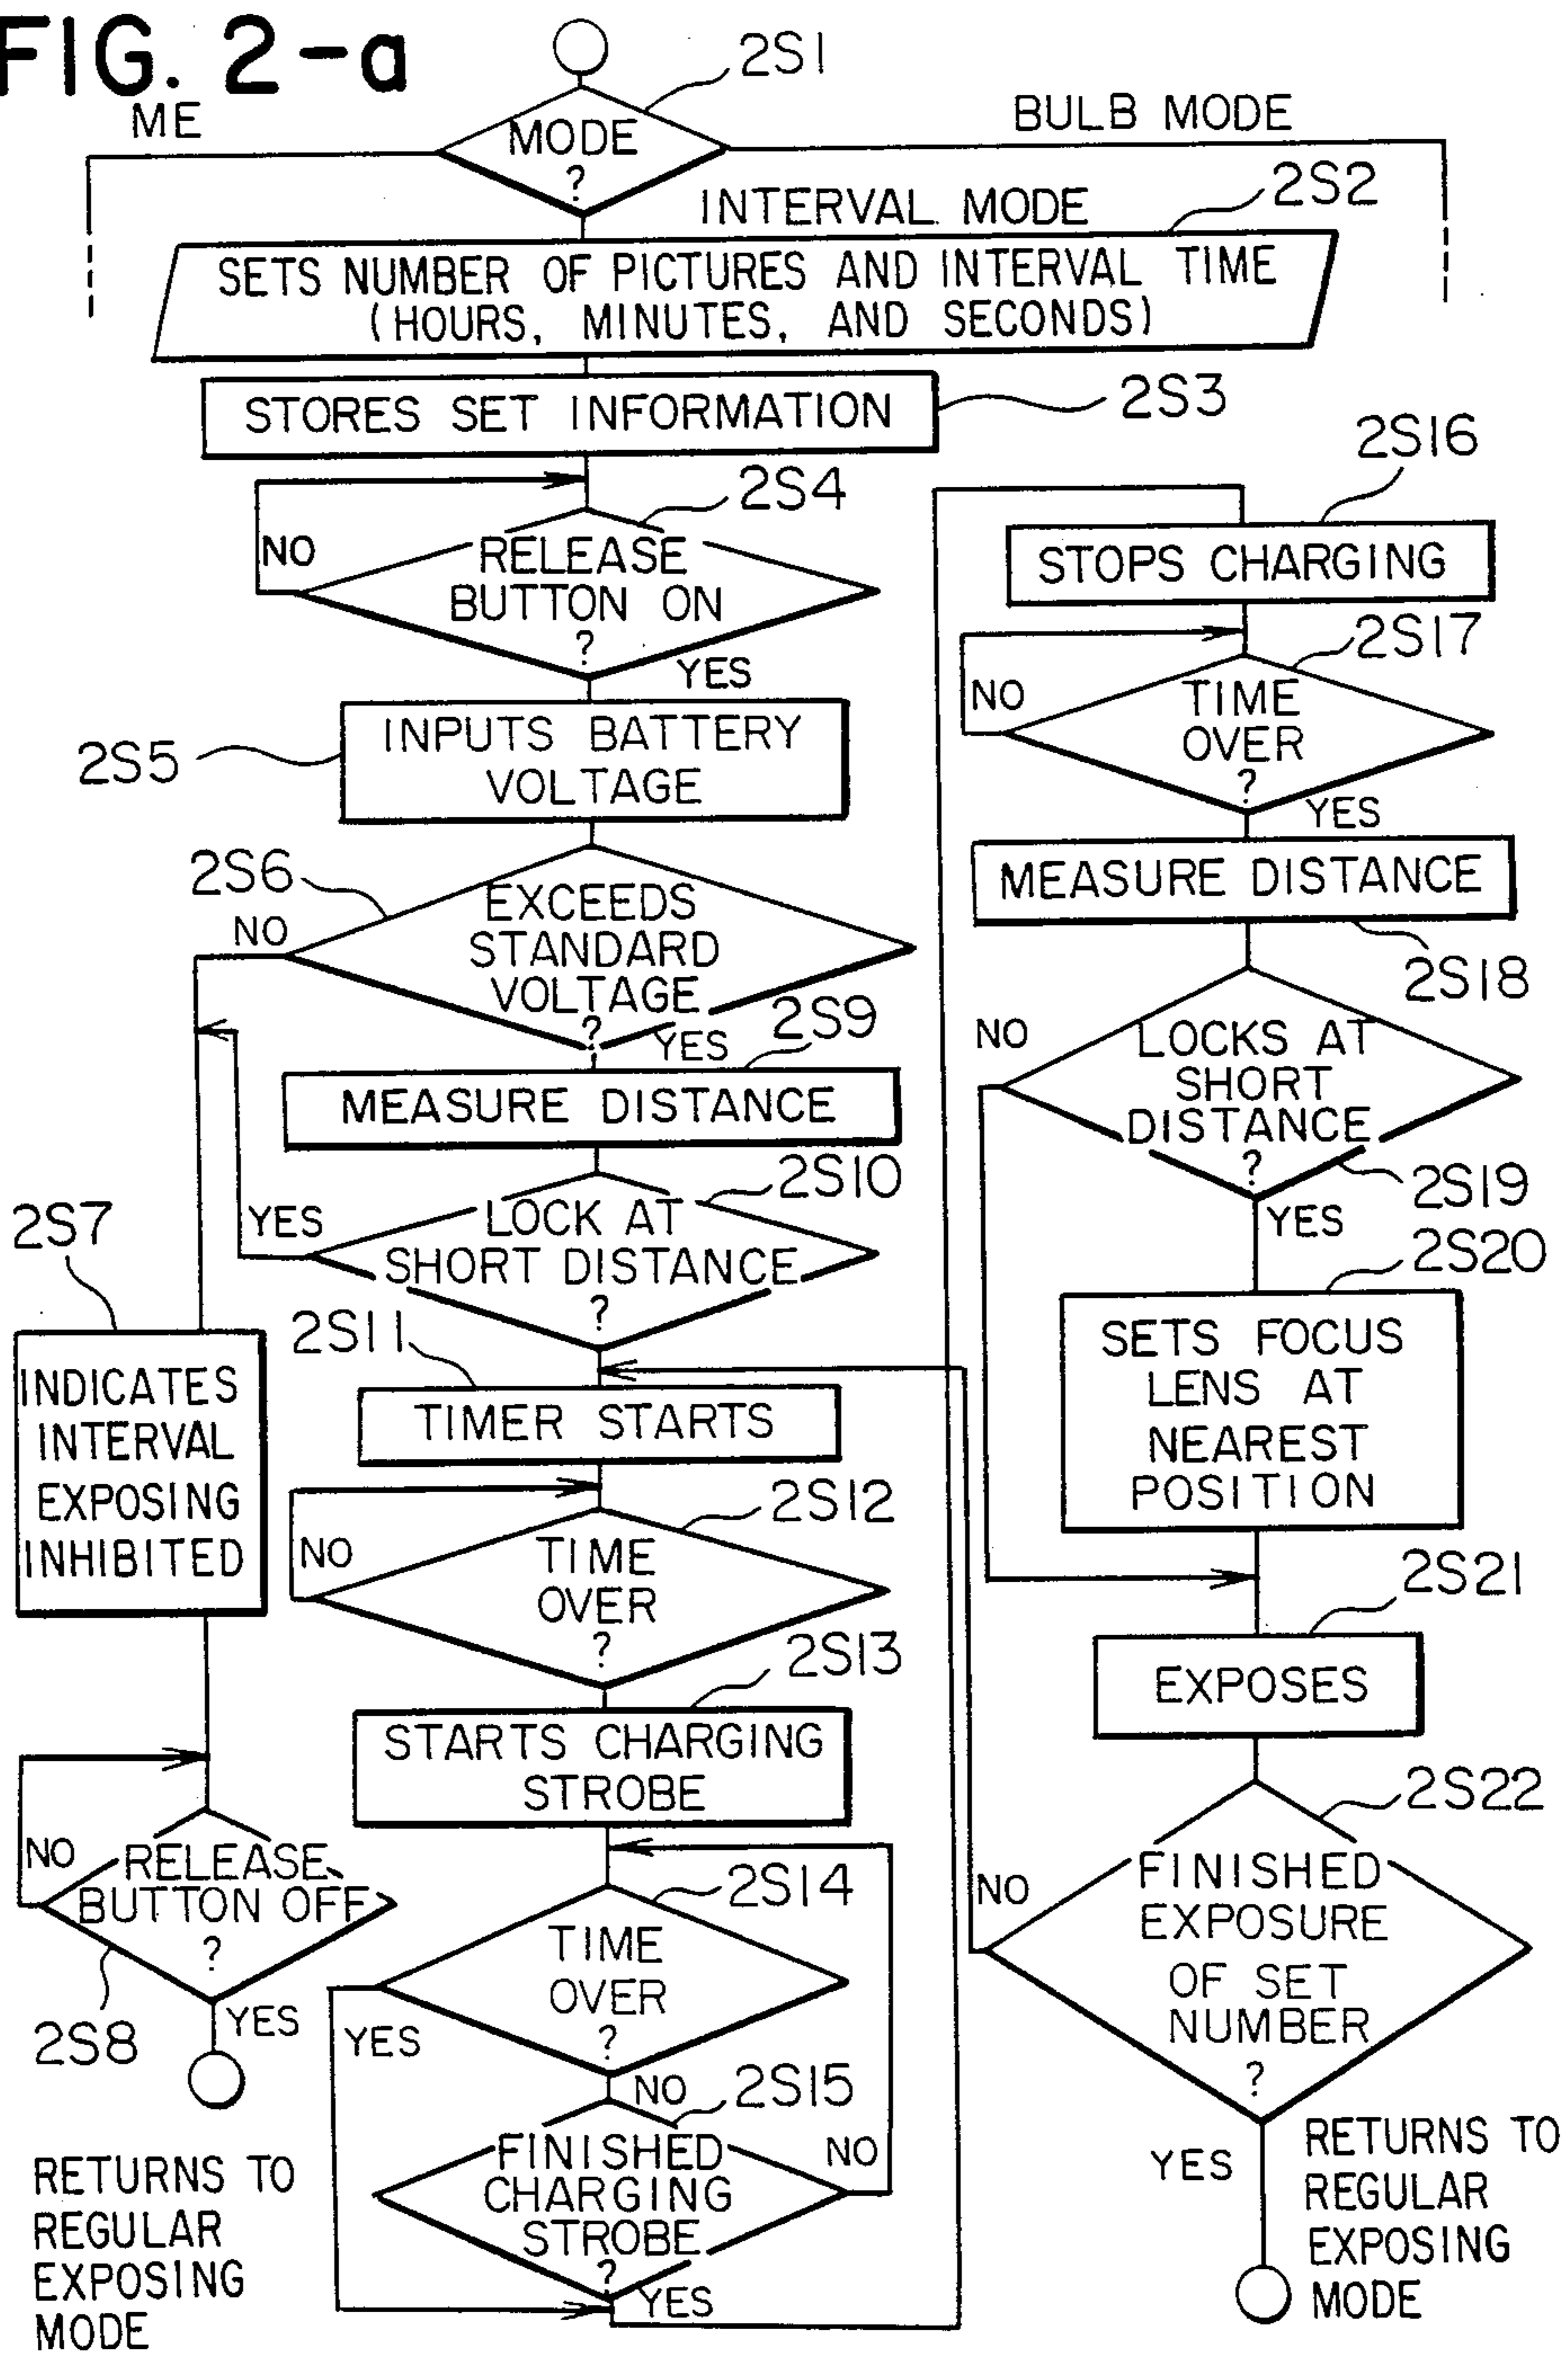 FIG. 2-a
2S1
ME
MODE
?
BULB MODE
INTERVAL MODE
2S2
SETS NUMBER OF PICTURES AND INTERVAL TIME
(HOURS, MINUTES, AND SECONDS)
STORES SET INFORMATION
2S3
2S4
NO
RELEASE
BUTTON ON
?
YES
2S5
INPUTS BATTERY
VOLTAGE
2S6
NO
EXCEEDS
STANDARD
VOLTAGE
?
YES
2S9
MEASURE DISTANCE
2S10
YES
LOCK AT
SHORT DISTANCE
?
2S7
INDICATES
INTERVAL
EXPOSING
INHIBITED
2S11
TIMER STARTS
2S12
NO
TIME
OVER
?
2S13
STARTS CHARGING
STROBE
NO
RELEASE
BUTTON OFF
?
2S8
YES
RETURNS TO
REGULAR
EXPOSING
MODE
2S14
TIME
OVER
?
YES
NO
2S15
FINISHED
CHARGING
STROBE
?
NO
YES
2S16
STOPS CHARGING
2S17
NO
TIME
OVER
?
YES
MEASURE DISTANCE
2S18
NO
LOCKS AT
SHORT
DISTANCE
?
2S19
YES
2S20
SETS FOCUS
LENS AT
NEAREST
POSITION
2S21
EXPOSES
2S22
NO
FINISHED
EXPOSURE
OF SET
NUMBER
?
YES
RETURNS TO
REGULAR
EXPOSING
MODE